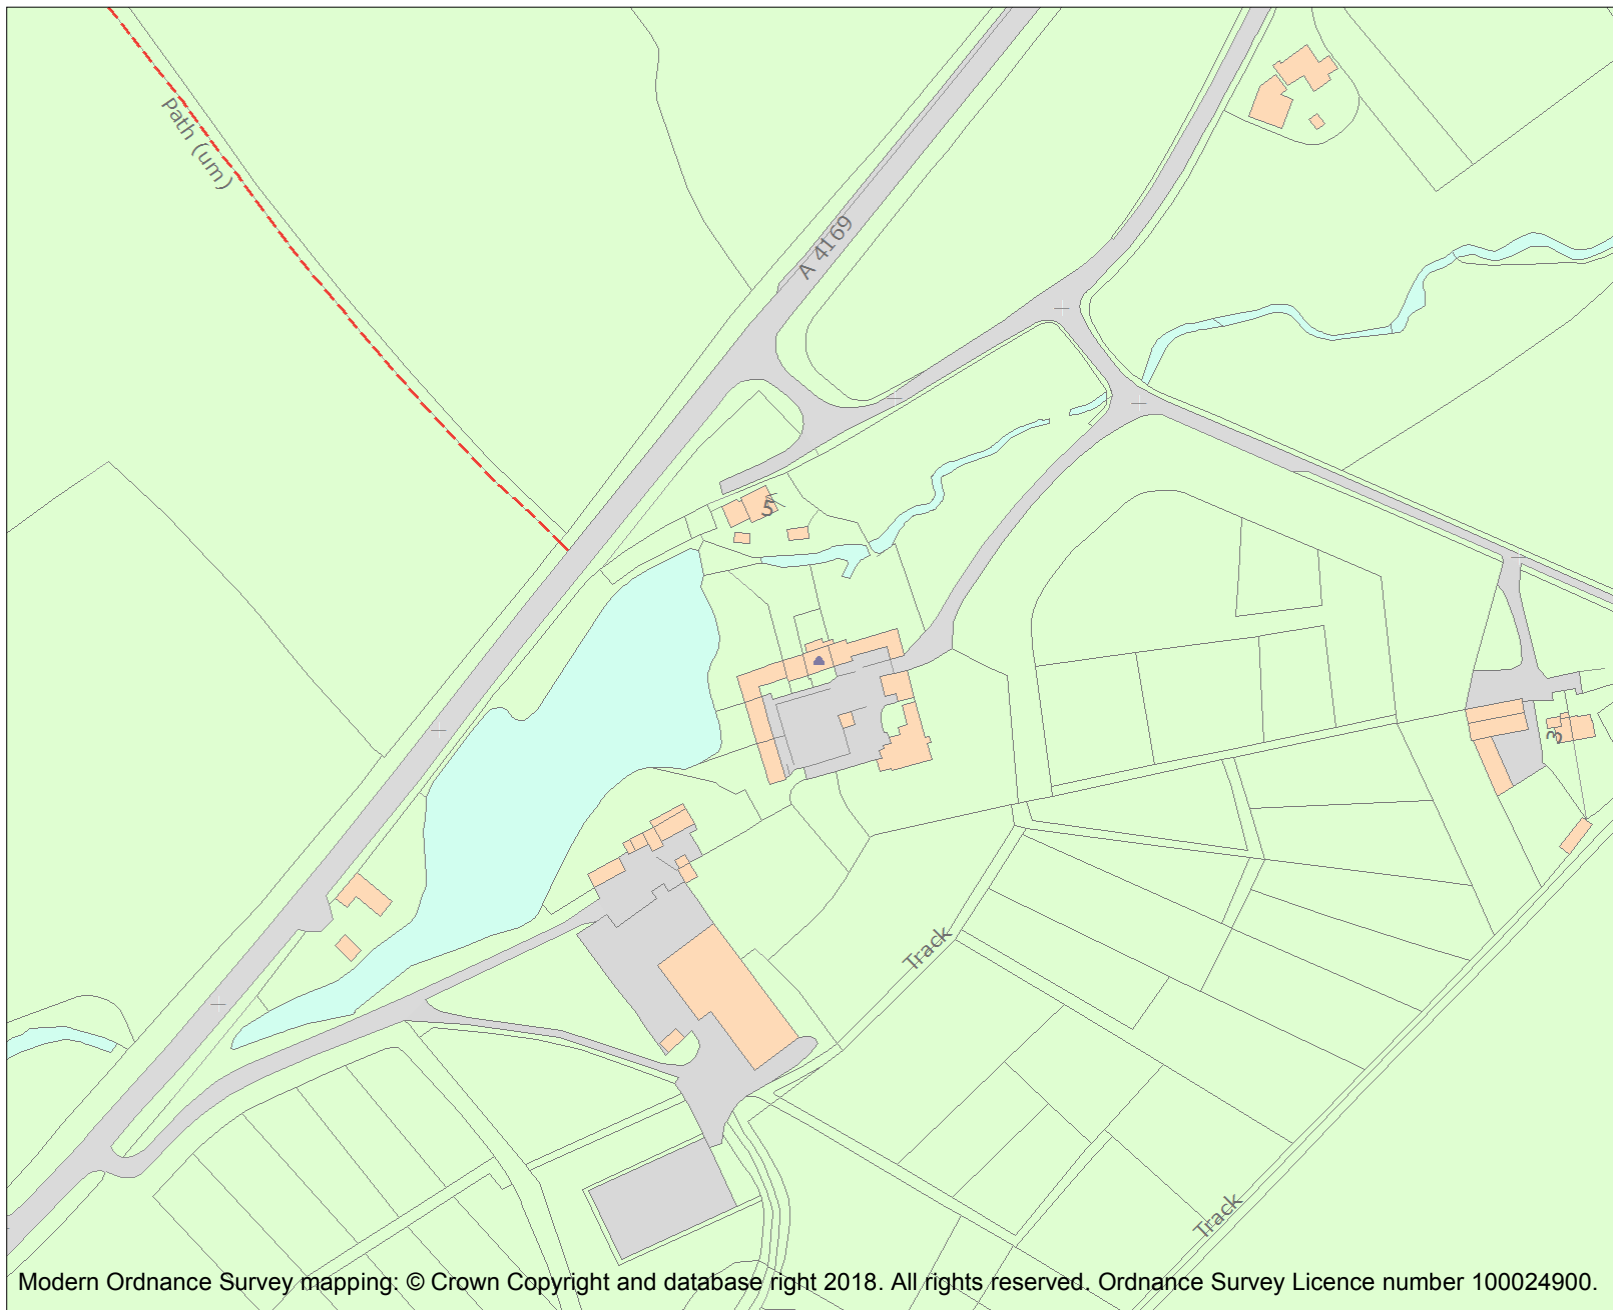 Path (um)
A 4169
5
3
Track
Track
Modern Ordnance Survey mapping: © Crown Copyright and database right 2018. All rights reserved. Ordnance Survey Licence number 100024900.